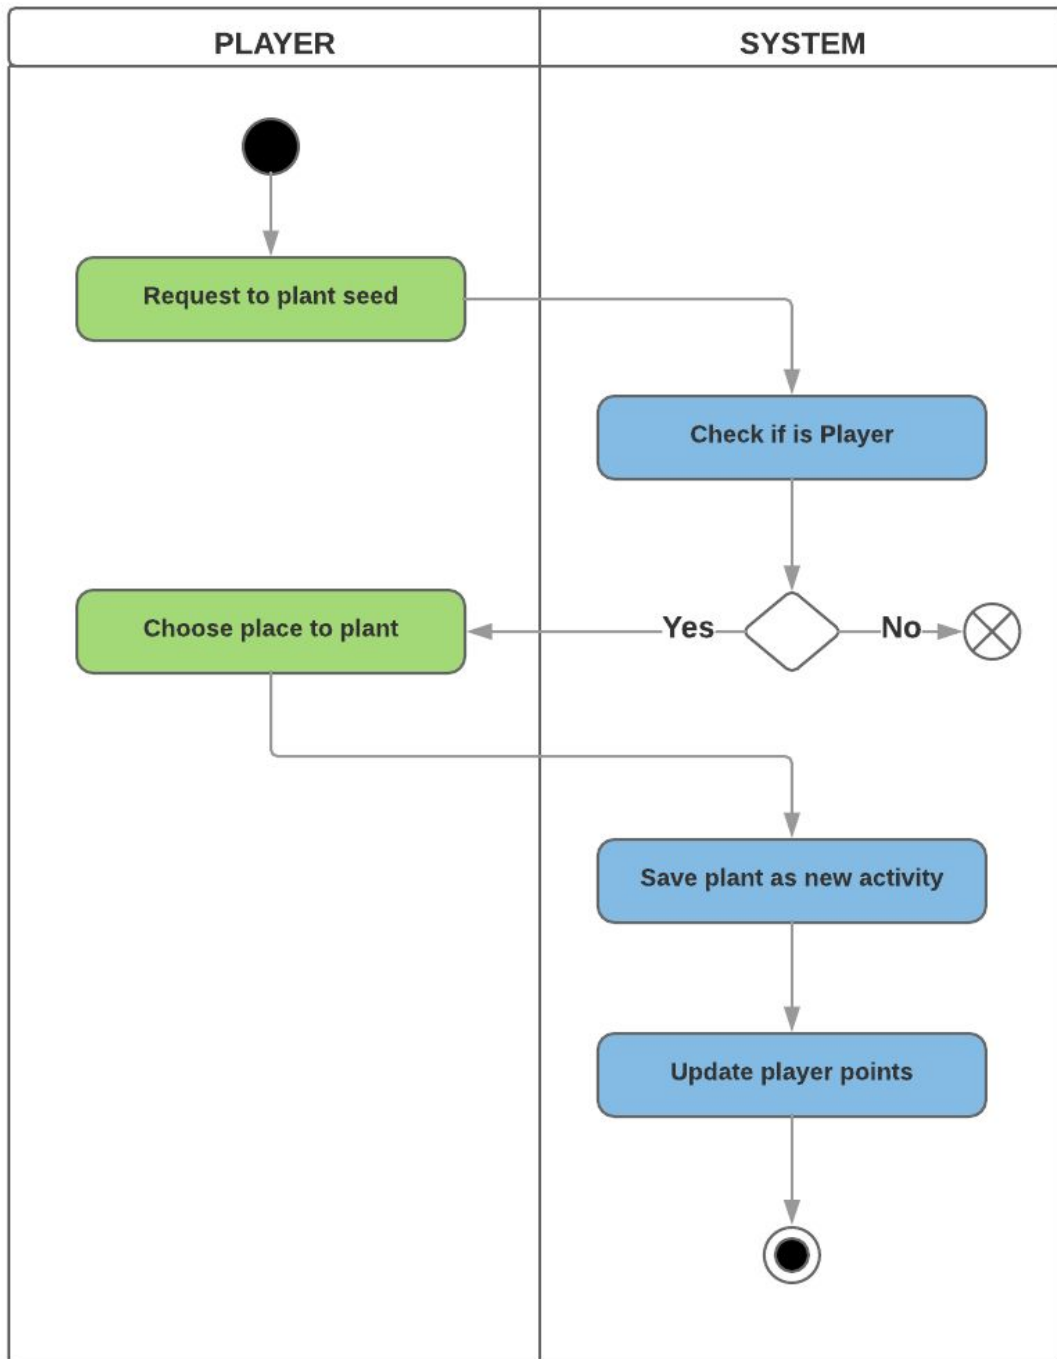 PLAYER
SYSTEM
Request to plant seed
Check if is Player
Choose place to plant
Yes
No
Save plant as new activity
Update player points